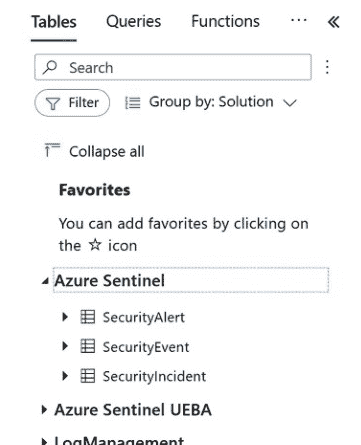 Tables Queries Functions ··· «
Search
Filter Group by: Solution
Collapse all
Favorites
You can add favorites by clicking on
the ☆ icon
Azure Sentinel
SecurityAlert
SecurityEvent
SecurityIncident
Azure Sentinel UEBA
LogManagement